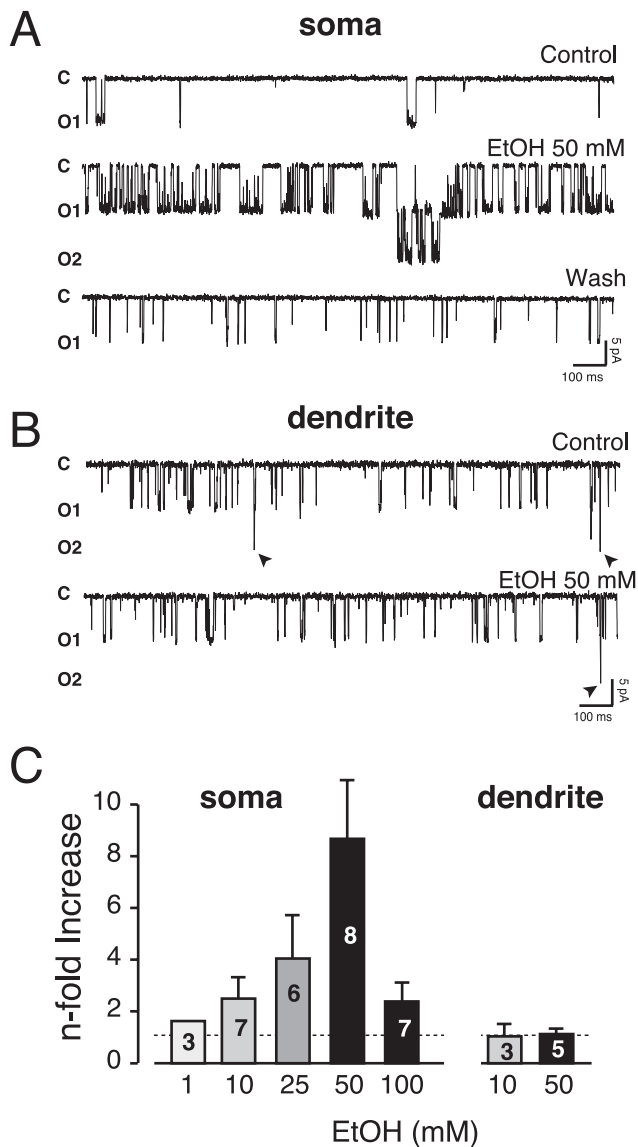 A
soma
Control
C
O1
EtOH 50 mM
C
O1
O2
Wash
C
O1
5 pA
100 ms
B
dendrite
Control
C
O1
O2
EtOH 50 mM
C
O1
O2
5 pA
100 ms
C
soma
dendrite
n-fold Increase
10
8
6
4
2
0
3
7
6
8
7
3
5
1 10 25 50 100 10 50
EtOH (mM)